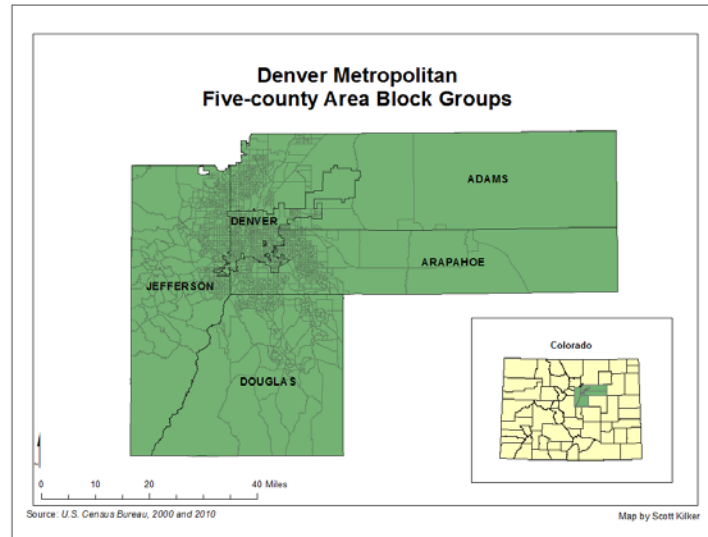 Denver Metropolitan
Five-county Area Block Groups
ADAMS
DENVER
ARAPAHOE
JEFFERSON
DOUGLAS
Colorado
0 10 20 40 Miles
Source: U.S. Census Bureau, 2000 and 2010
Map by Scott Kilker